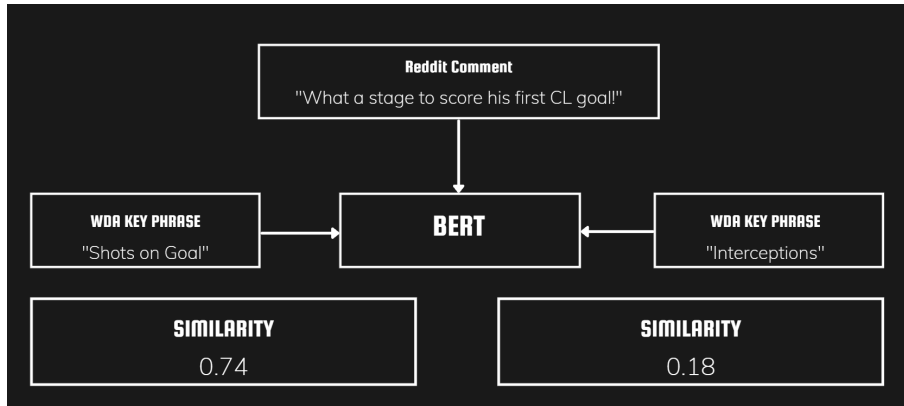 Reddit Comment
"What a stage to score his first CL goal!"
WDA KEY PHRASE
"Shots on Goal"
BERT
WDA KEY PHRASE
"Interceptions"
SIMILARITY
0.74
SIMILARITY
0.18